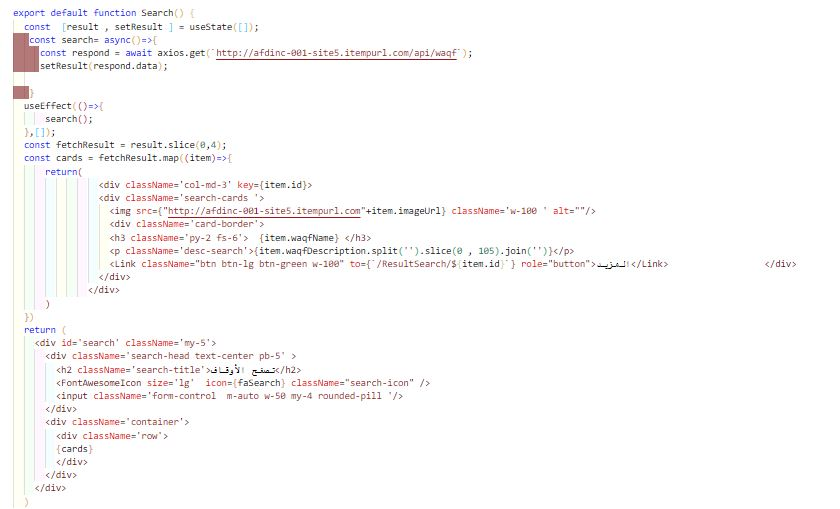 export default function Search() {
const [result , setResult ] = useState([]);
const search= async()=>{
const respond = await axios.get(`http://afdinc-001-site5.itempurl.com/api/waqf`);
setResult(respond.data);
}
useEffect(()=>{
search();
},[]);
const fetchResult = result.slice(0,4);
const cards = fetchResult.map((item)=>{
return(
<div className='col-md-3' key={item.id}>
<div className='search-cards '>
<img src={"http://afdinc-001-site5.itempurl.com"+item.imageUrl} className='w-100 ' alt=""/>
<div className='card-border'>
<h3 className='py-2 fs-6'> {item.waqfName} </h3>
<p className='desc-search'>{item.waqfDescription.split('').slice(0 , 105).join('')}</p>
<Link className="btn btn-lg btn-green w-100" to={`/ResultSearch/${item.id}`} role="button">المزيد</Link> </div>
</div>
</div>
)
})
return (
<div id='search' className='my-5'>
<div className='search-head text-center pb-5' >
<h2 className='search-title'>تصفح الأوقاف</h2>
<FontAwesomeIcon size='lg' icon={faSearch} className="search-icon" />
<input className='form-control m-auto w-50 my-4 rounded-pill '/>
</div>
<div className='container'>
<div className='row'>
{cards}
</div>
</div>
</div>
)